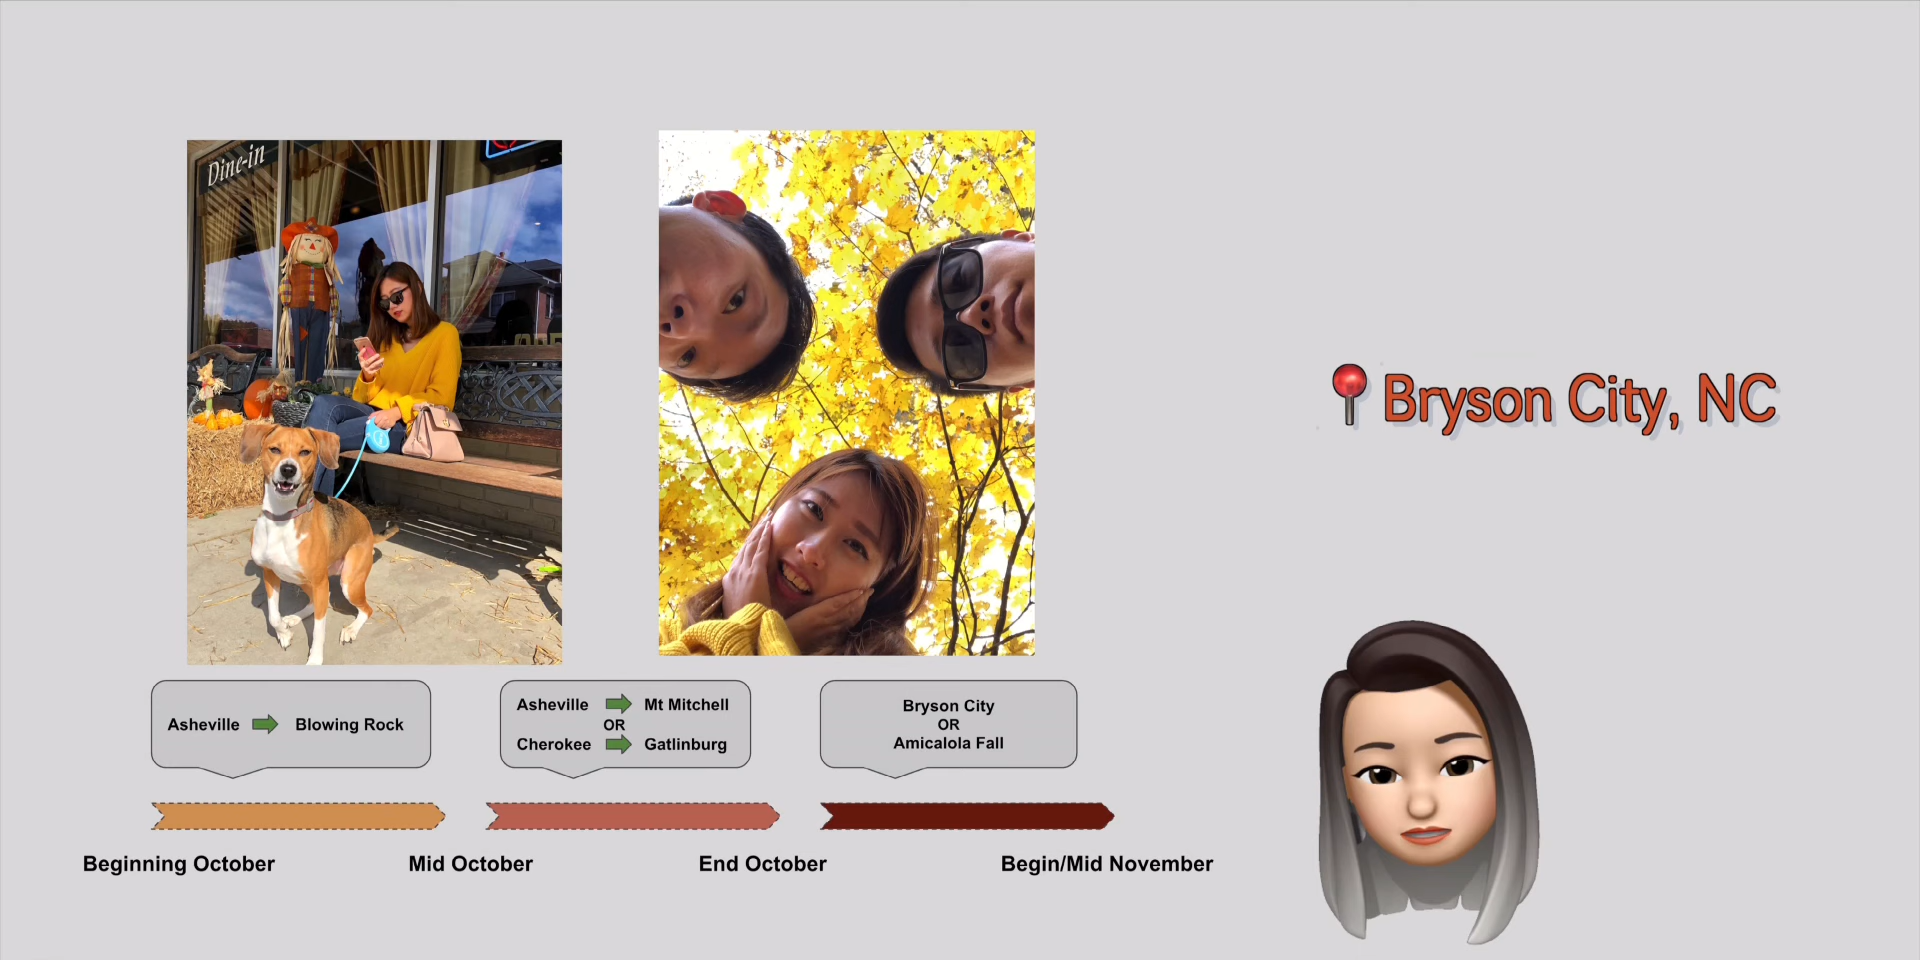 Dine-in
Bryson City, NC
Asheville Blowing Rock
Asheville Mt Mitchell
OR
Cherokee Gatlinburg
Bryson City
OR
Amicalola Fall
Beginning October
Mid October
End October
Begin/Mid November